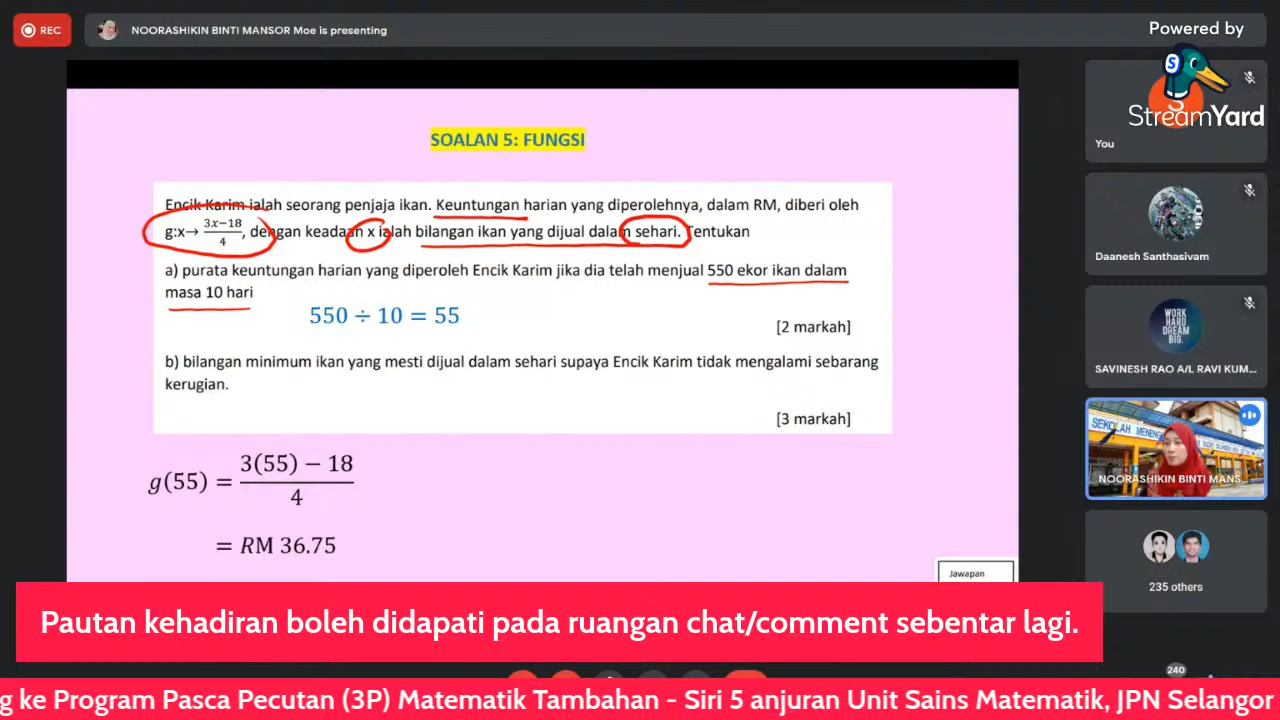 REC
NOORASHIKIN BINTI MANSOR Moe is presenting
Powered by
StreamYard
You
SOALAN 5: FUNGSI
Encik Karim ialah seorang penjaja ikan. Keuntungan harian yang diperolehnya, dalam RM, diberi oleh
g:x→ 3x−18/4, dengan keadaan x ialah bilangan ikan yang dijual dalam sehari. Tentukan
a) purata keuntungan harian yang diperoleh Encik Karim jika dia telah menjual 550 ekor ikan dalam
masa 10 hari
550 ÷ 10 = 55
[2 markah]
b) bilangan minimum ikan yang mesti dijual dalam sehari supaya Encik Karim tidak mengalami sebarang
kerugian.
[3 markah]
g(55) = 3(55) − 18/4
= RM 36.75
Jawapan
Daanesh Santhasivam
WORK
HARD
DREAM
BIG.
SAVINESH RAO A/L RAVI KUM...
SEKOLAH MENENG
NOORASHIKIN BINTI MANS...
235 others
240
Pautan kehadiran boleh didapati pada ruangan chat/comment sebentar lagi.
g ke Program Pasca Pecutan (3P) Matematik Tambahan - Siri 5 anjuran Unit Sains Matematik, JPN Selangor